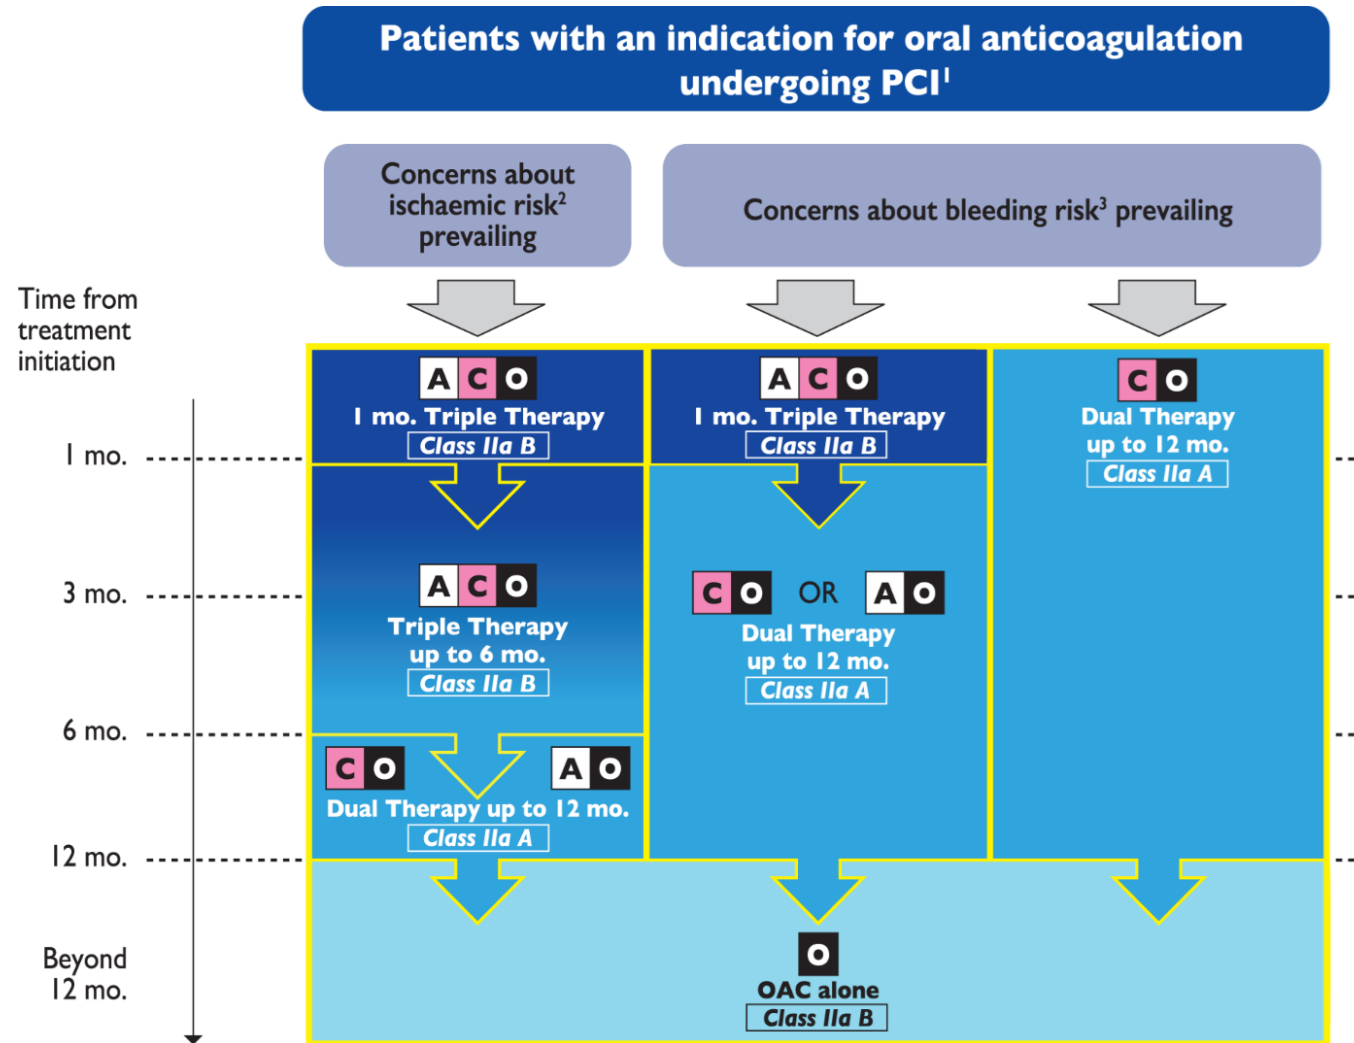 Patients with an indication for oral anticoagulation
undergoing PCI¹
Concerns about
ischaemic risk²
prevailing
Concerns about bleeding risk³ prevailing
Time from
treatment
initiation
A C O
1 mo. Triple Therapy
Class IIa B
A C O
1 mo. Triple Therapy
Class IIa B
C O
Dual Therapy
up to 12 mo.
Class IIa A
1 mo.
A C O
Triple Therapy
up to 6 mo.
Class IIa B
C O OR A O
Dual Therapy
up to 12 mo.
Class IIa A
3 mo.
6 mo.
C O A O
Dual Therapy up to 12 mo.
Class IIa A
12 mo.
Beyond
12 mo.
O
OAC alone
Class IIa B